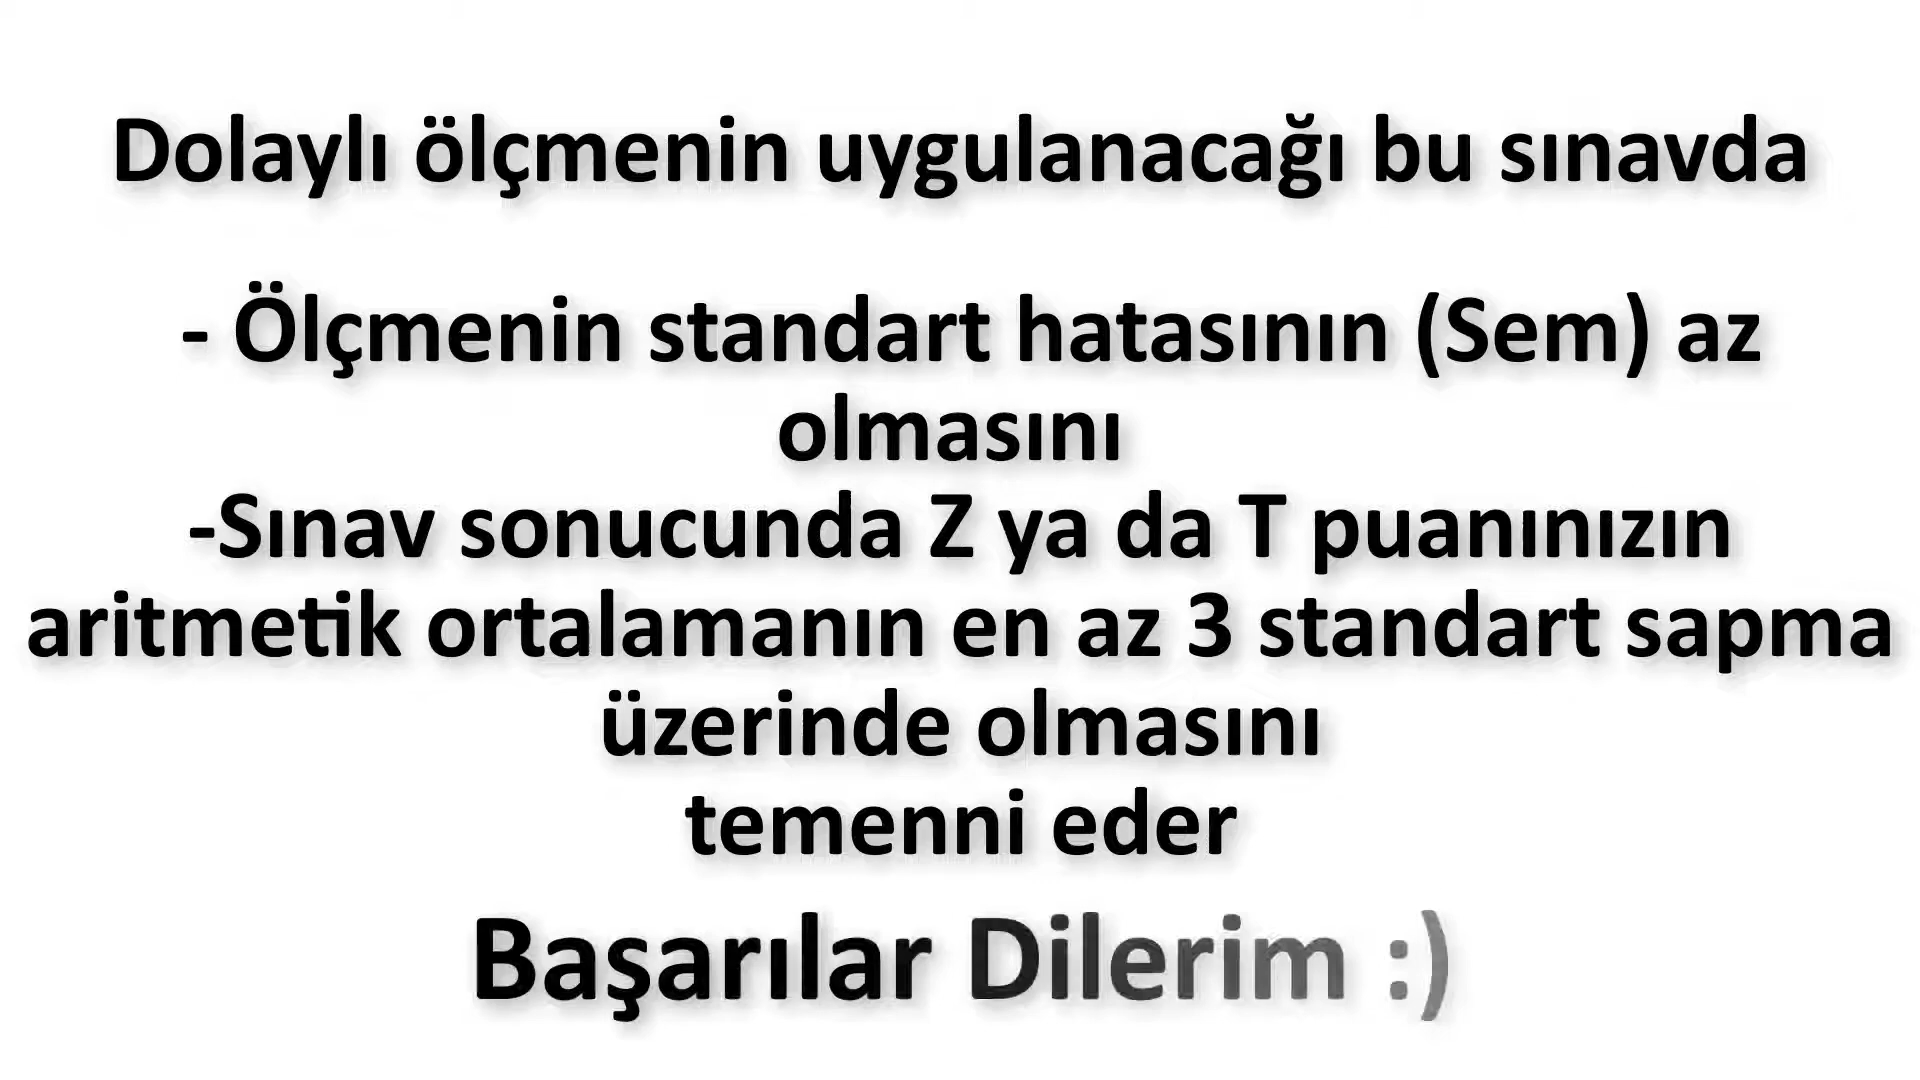 Dolaylı ölçmenin uygulanacağı bu sınavda
- Ölçmenin standart hatasının (Sem) az
olmasını
-Sınav sonucunda Z ya da T puanınızın
aritmetik ortalamanın en az 3 standart sapma
üzerinde olmasını
temenni eder
Başarılar Dilerim :)